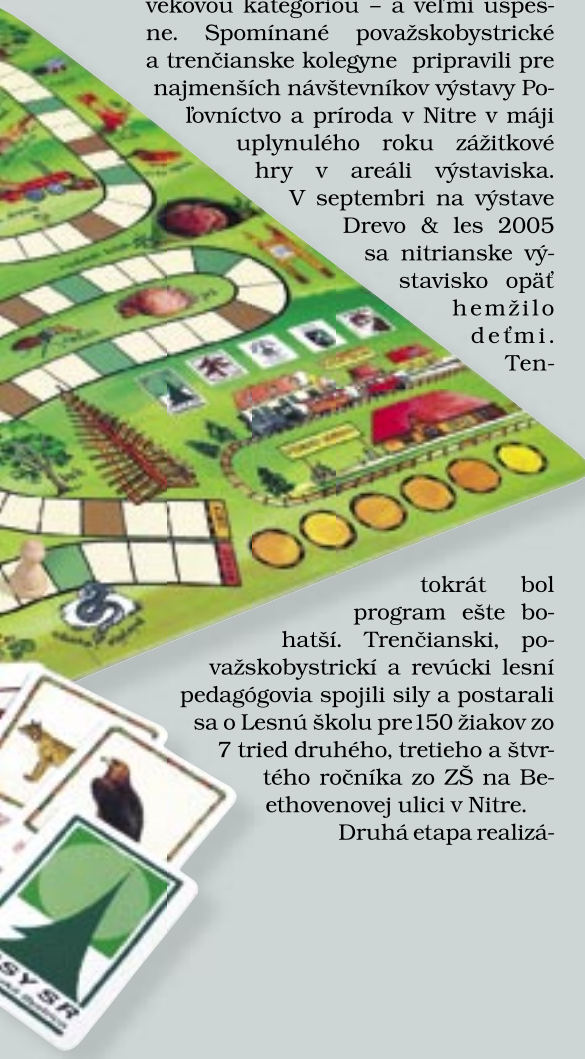 vekovou kategóriou – a veľmi úspeš-
ne. Spomínané považskobystrické
a trenčianske kolegyne pripravili pre
najmenších návštevníkov výstavy Po-
ľovníctvo a príroda v Nitre v máji
uplynulého roku zážitkové
hry v areáli výstaviska.
V septembri na výstave
Drevo & les 2005
sa nitrianske vý-
stavisko opäť
hemžilo
deťmi.
Ten-
tokrát bol
program ešte bo-
hatší. Trenčianski, po-
važskobystrickí a revúcki lesní
pedagógovia spojili sily a postarali
sa o Lesnú školu pre150 žiakov zo
7 tried druhého, tretieho a štvr-
tého ročníka zo ZŠ na Be-
ethovenovej ulici v Nitre.
Druhá etapa realizá-
SY SR